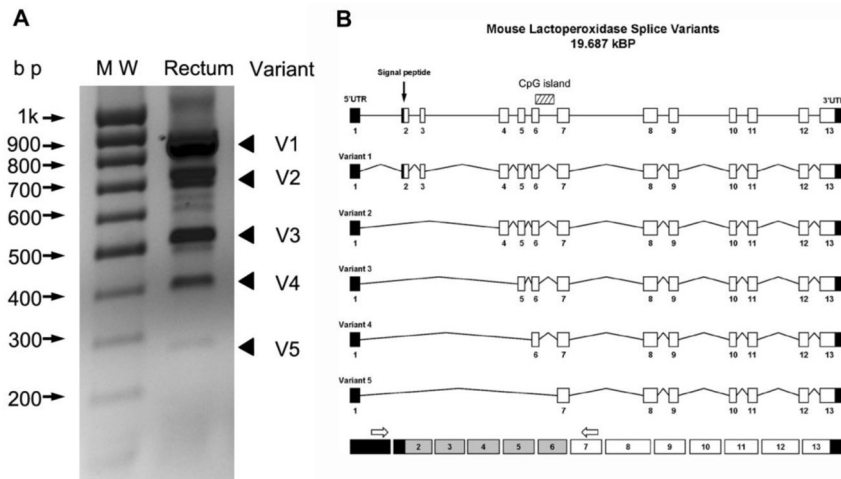 A
bp MW Rectum Variant
1k
900 V1
800
700 V2
600
500 V3
400 V4
300 V5
200
B
Mouse Lactoperoxidase Splice Variants
19.687 kBP
Signal peptide
CpG island
5'UTR 3'UT
1 2 3 4 5 6 7 8 9 10 11 12 13
Variant 1
1 2 3 4 5 6 7 8 9 10 11 12 13
Variant 2
1 4 5 6 7 8 9 10 11 12 13
Variant 3
1 5 6 7 8 9 10 11 12 13
Variant 4
1 6 7 8 9 10 11 12 13
Variant 5
1 7 8 9 10 11 12 13
2 3 4 5 6 7 8 9 10 11 12 13